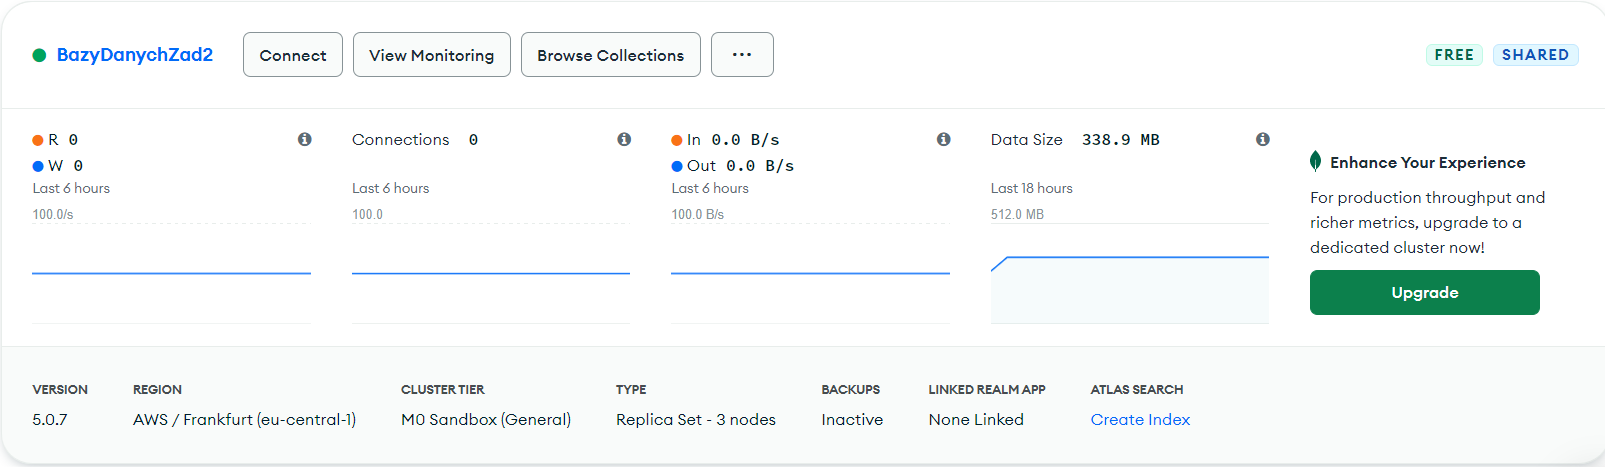 BazyDanychZad2 Connect View Monitoring Browse Collections ... FREE SHARED
R 0
W 0
Last 6 hours
100.0/s
Connections 0
Last 6 hours
100.0
In 0.0 B/s
Out 0.0 B/s
Last 6 hours
100.0 B/s
Data Size 338.9 MB
Last 18 hours
512.0 MB
Enhance Your Experience
For production throughput and
richer metrics, upgrade to a
dedicated cluster now!
Upgrade
VERSION REGION CLUSTER TIER TYPE BACKUPS LINKED REALM APP ATLAS SEARCH
5.0.7 AWS / Frankfurt (eu-central-1) M0 Sandbox (General) Replica Set - 3 nodes Inactive None Linked Create Index